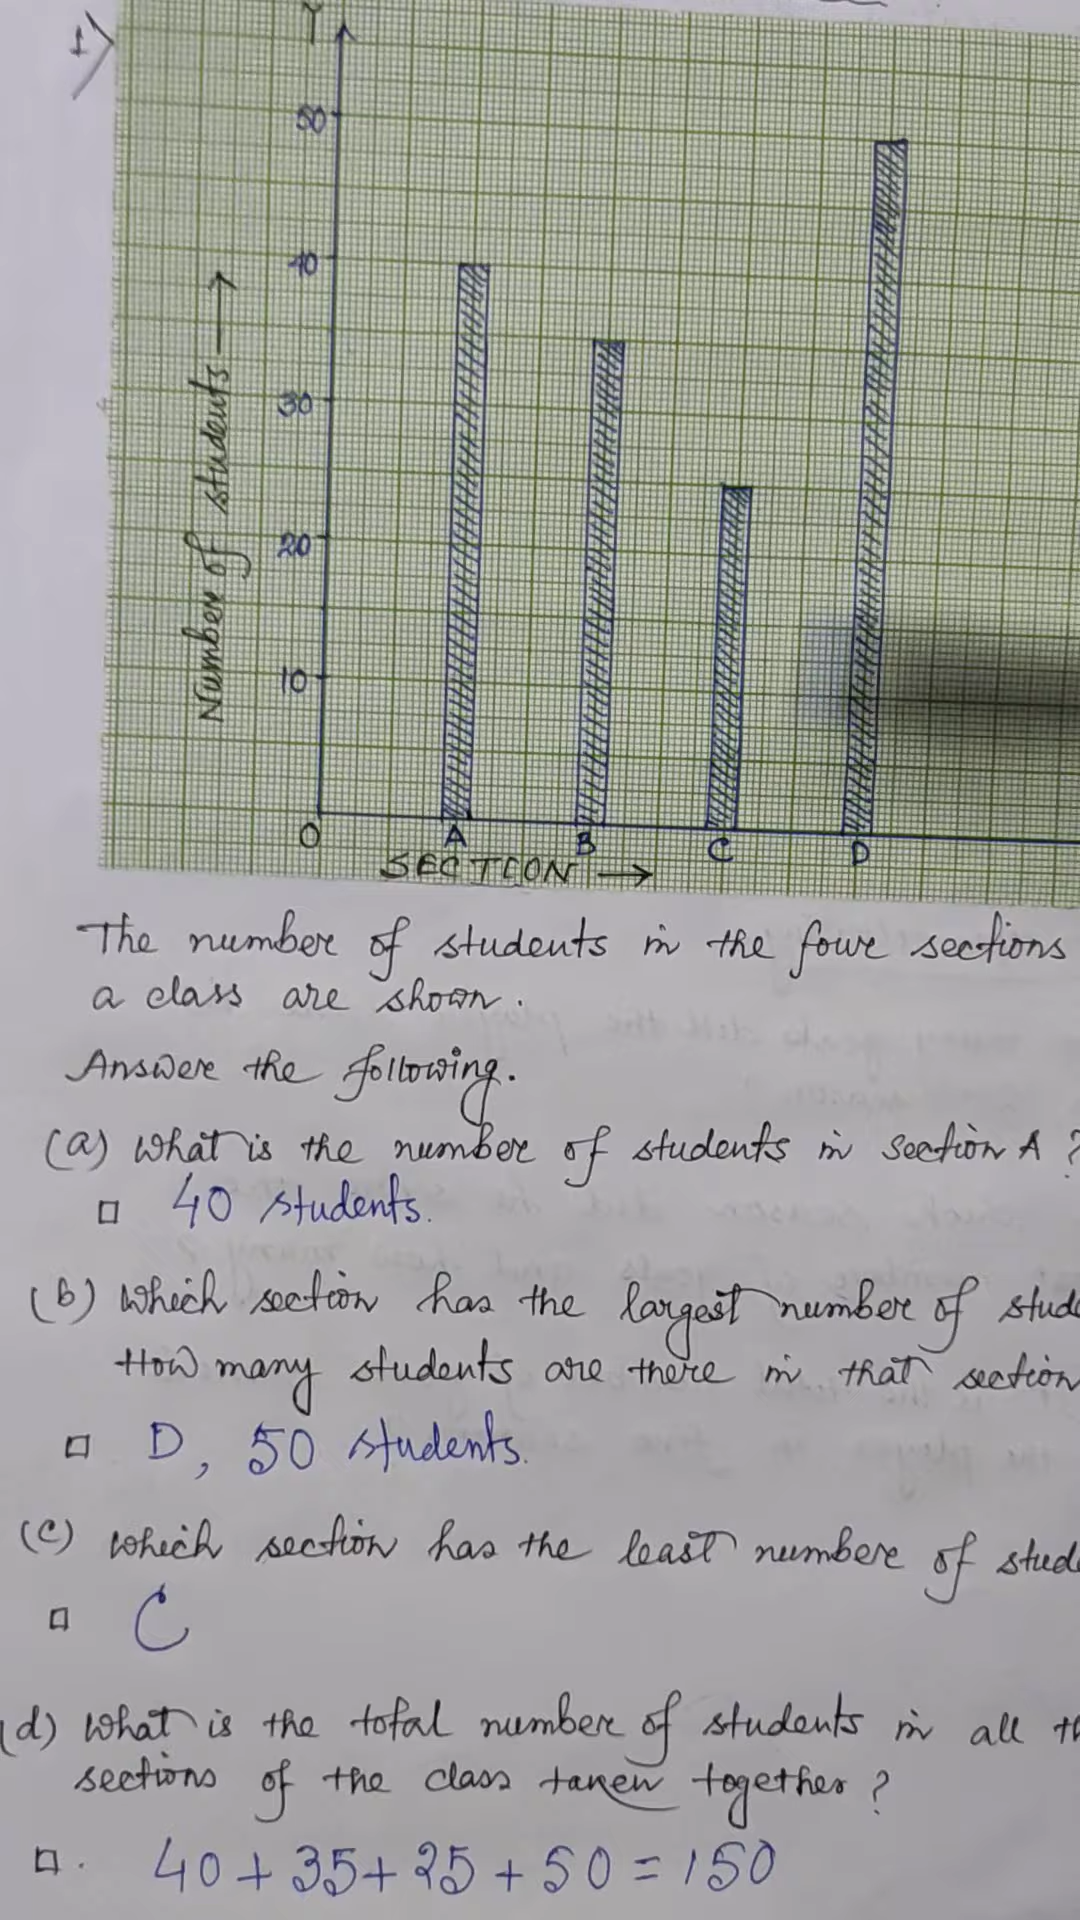 1)
Y
50
40
30
20
10
O
Number of students
A B C D
SECTION
The number of students in the four sections
a class are shown.
Answer the following.
(a) What is the number of students in section A ?
40 students.
(b) Which section has the largest number of stude
How many students are there in that section
D, 50 students.
(c) Which section has the least number of stude
C
(d) What is the total number of students in all th
sections of the class taken together ?
40 + 35 + 25 + 50 = 150